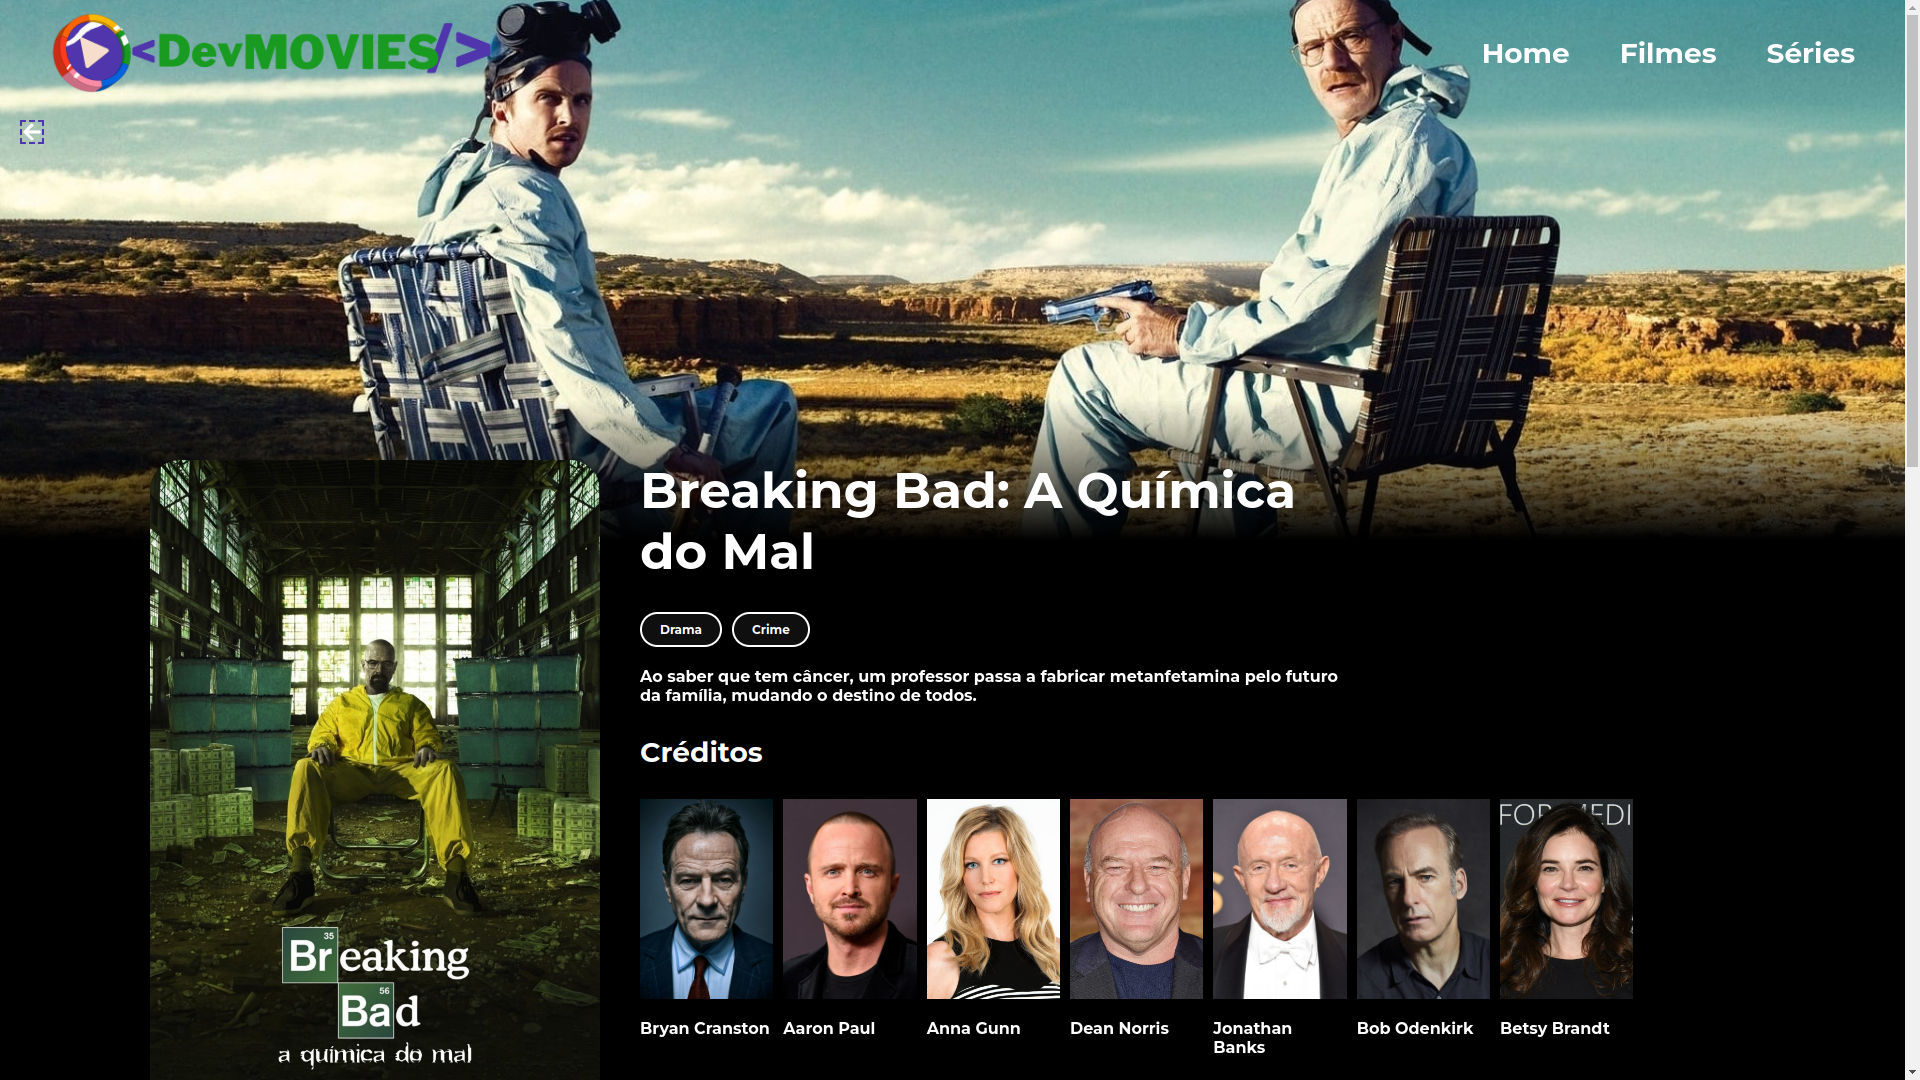 <DevMOVIES/>
Home
Filmes
Séries
Breaking Bad: A Química
do Mal
Drama
Crime
Ao saber que tem câncer, um professor passa a fabricar metanfetamina pelo futuro
da família, mudando o destino de todos.
Créditos
35
Breaking
56
Bad
a química do mal
Bryan Cranston
Aaron Paul
Anna Gunn
Dean Norris
Jonathan
Banks
Bob Odenkirk
Betsy Brandt